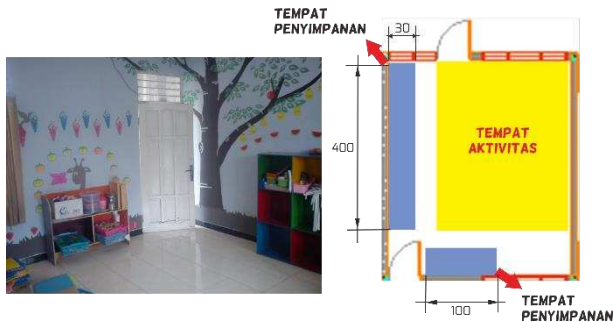 TEMPAT
PENYIMPANAN
30
400
TEMPAT
AKTIVITAS
100
TEMPAT
PENYIMPANAN